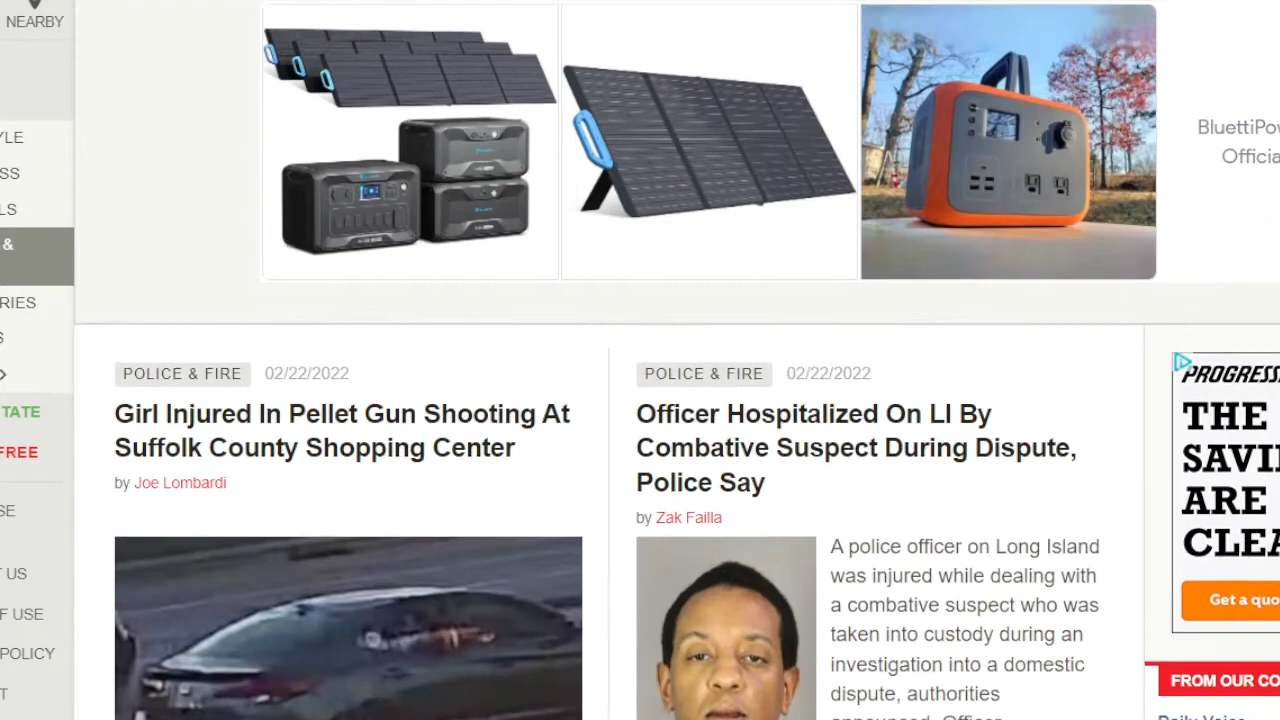 NEARBY
YLE
SS
LS
&
RIES
S
TATE
FREE
SE
T US
F USE
POLICY
T
BluettiPow
Officia
POLICE & FIRE 02/22/2022
Girl Injured In Pellet Gun Shooting At
Suffolk County Shopping Center
by Joe Lombardi
POLICE & FIRE 02/22/2022
Officer Hospitalized On LI By
Combative Suspect During Dispute,
Police Say
by Zak Failla
A police officer on Long Island
was injured while dealing with
a combative suspect who was
taken into custody during an
investigation into a domestic
dispute, authorities
announced. Officer
PROGRESS
THE
SAVI
ARE
CLEA
Get a quo
FROM OUR CO
Daily Voice